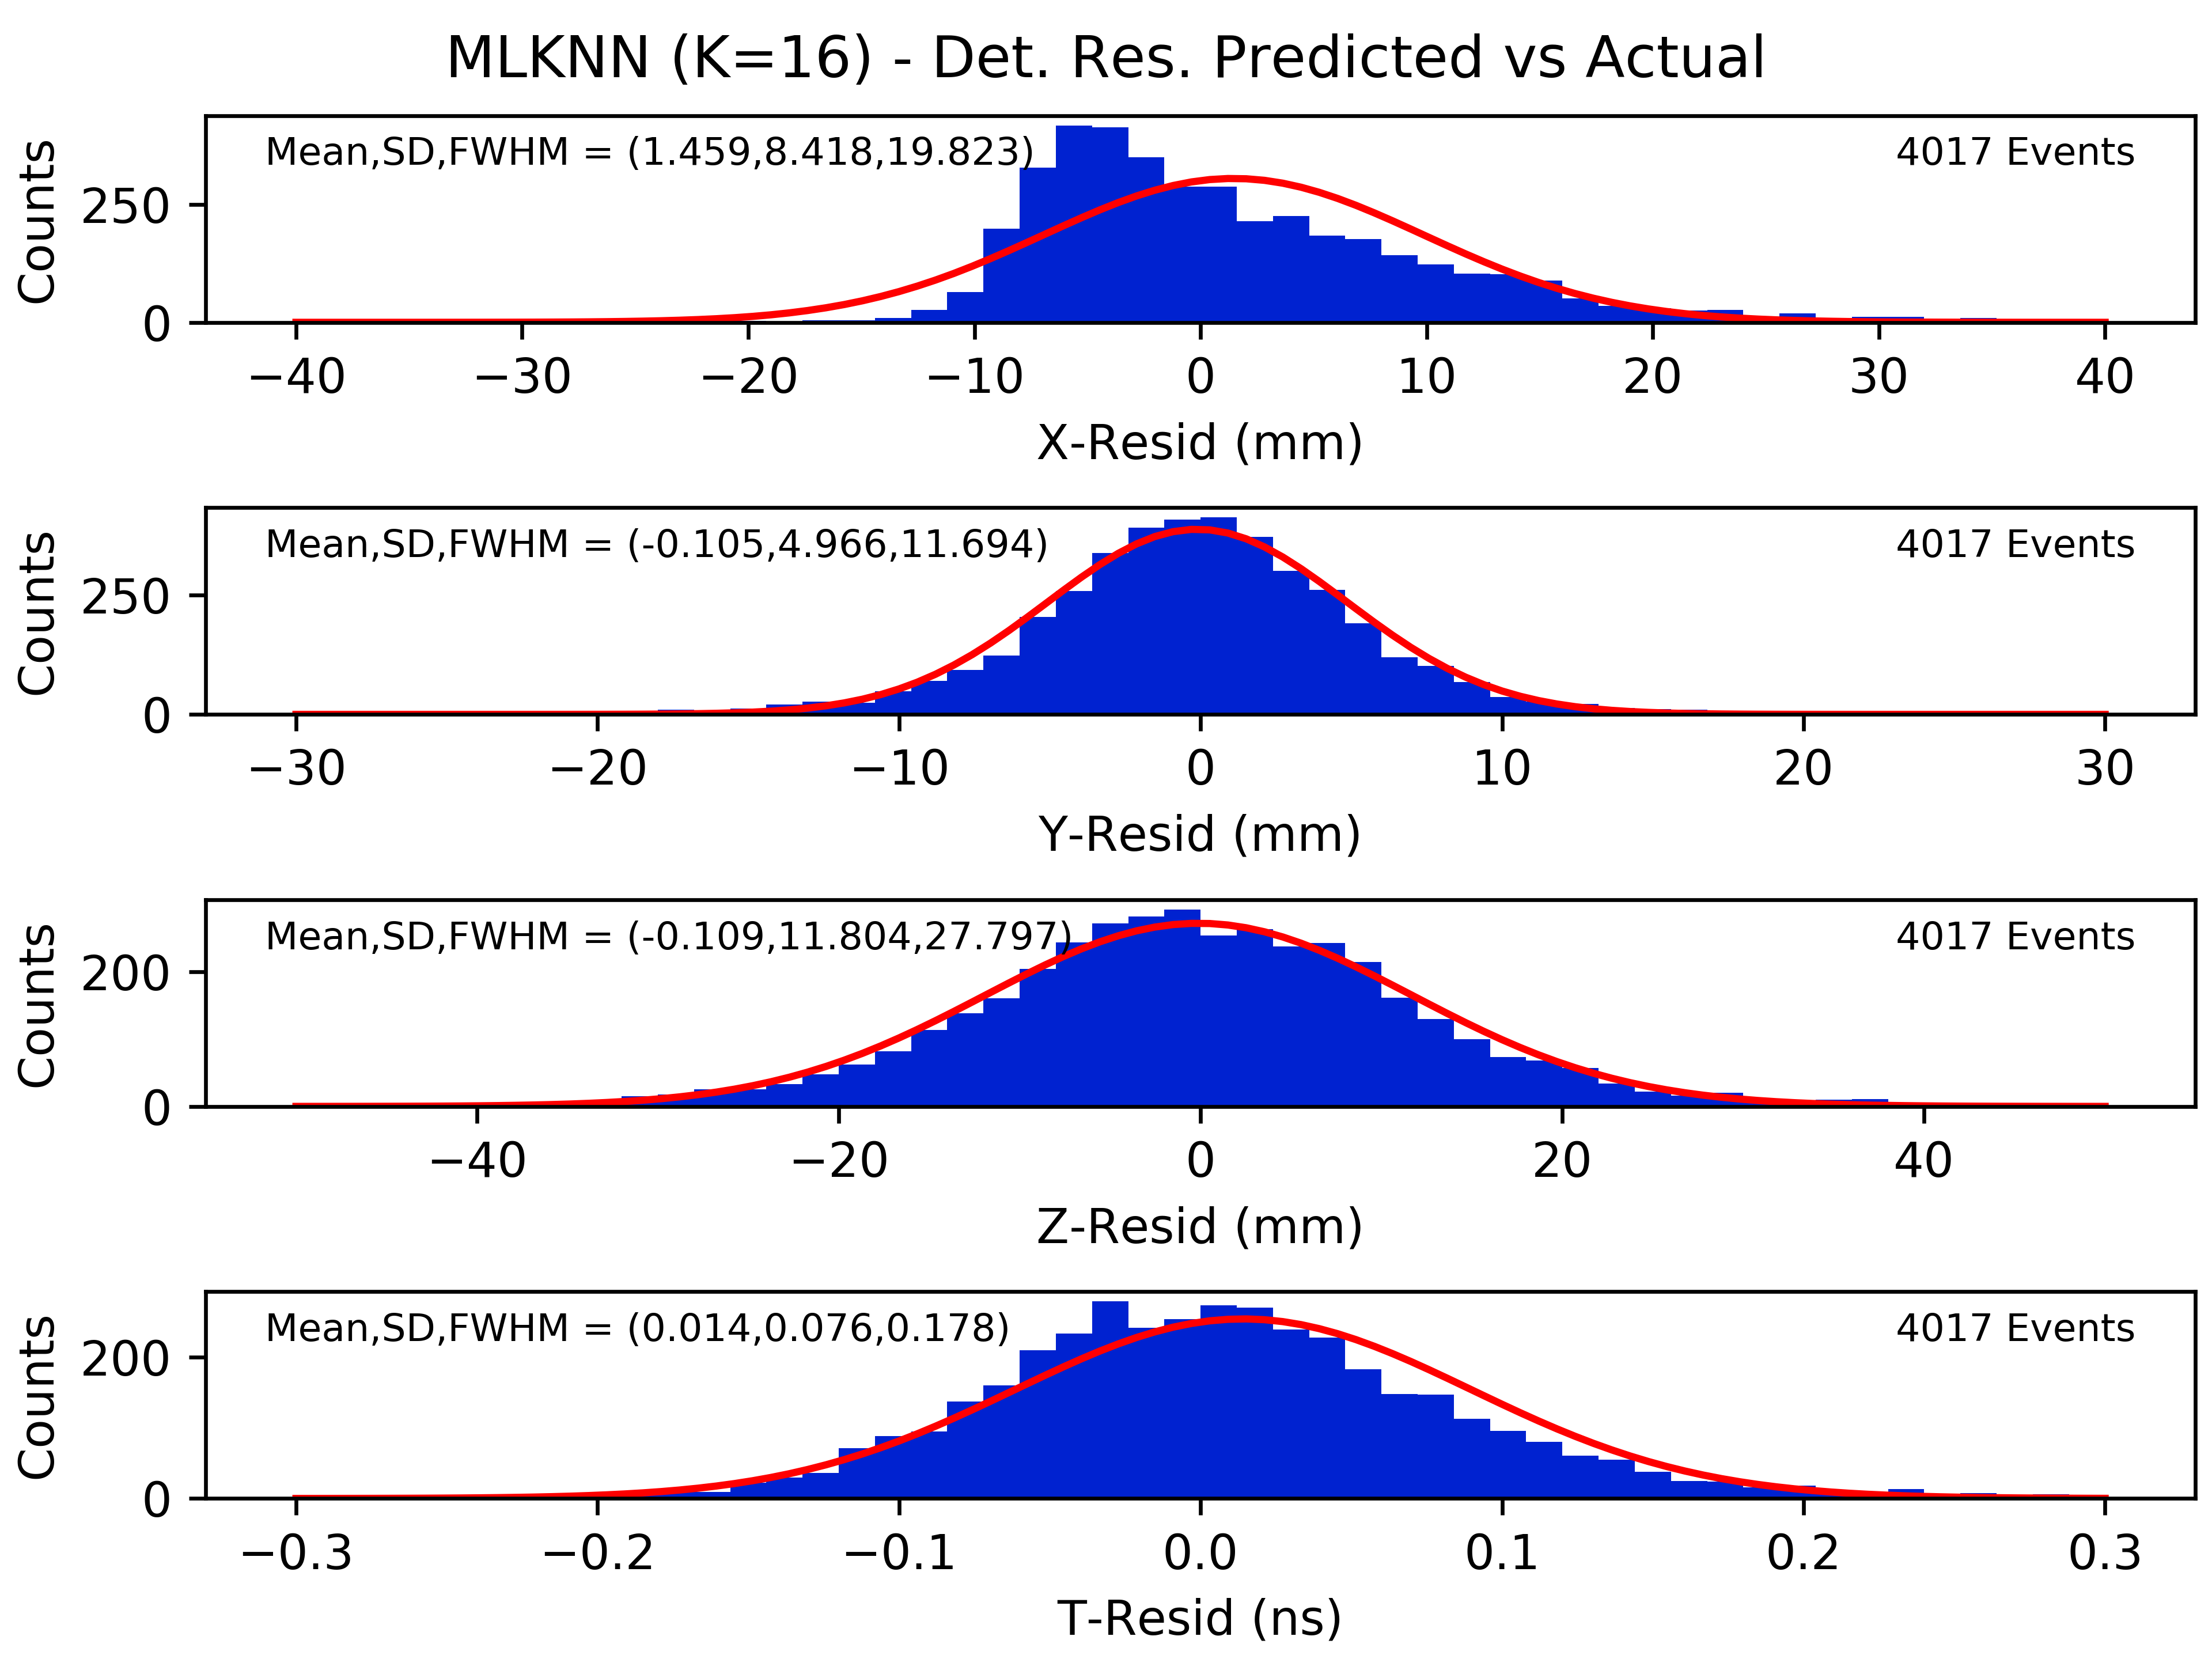 MLKNN (K=16) - Det. Res. Predicted vs Actual
Mean,SD,FWHM = (1.459,8.418,19.823)
4017 Events
Counts
250
0
−40 −30 −20 −10 0 10 20 30 40
X-Resid (mm)
Mean,SD,FWHM = (-0.105,4.966,11.694)
4017 Events
Counts
250
0
−30 −20 −10 0 10 20 30
Y-Resid (mm)
Mean,SD,FWHM = (-0.109,11.804,27.797)
4017 Events
Counts
200
0
−40 −20 0 20 40
Z-Resid (mm)
Mean,SD,FWHM = (0.014,0.076,0.178)
4017 Events
Counts
200
0
−0.3 −0.2 −0.1 0.0 0.1 0.2 0.3
T-Resid (ns)